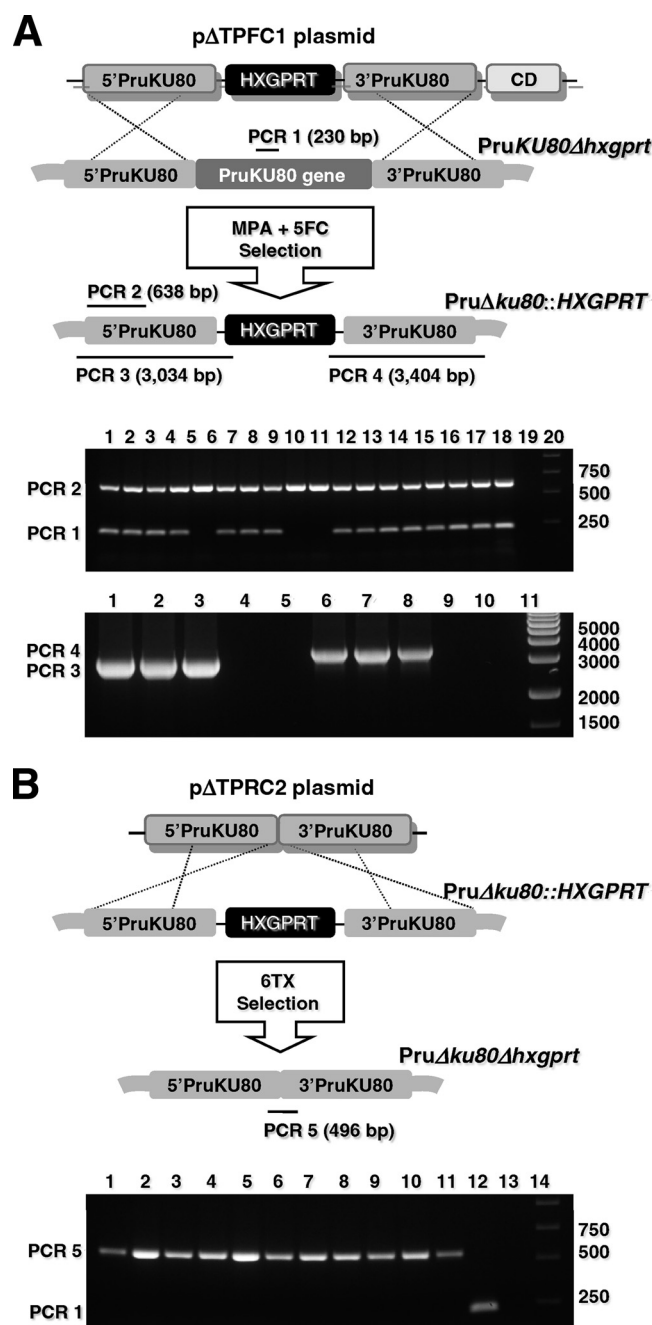 A
pΔTPFC1 plasmid
5’PruKU80 HXGPRT 3’PruKU80 CD
PCR 1 (230 bp)
PruKU80Δhxgprt
5’PruKU80 PruKU80 gene 3’PruKU80
MPA + 5FC
Selection
PCR 2 (638 bp)
PruΔku80::HXGPRT
5’PruKU80 HXGPRT 3’PruKU80
PCR 3 (3,034 bp) PCR 4 (3,404 bp)
1 2 3 4 5 6 7 8 9 10 11 12 13 14 15 16 17 18 19 20
750
PCR 2 500
PCR 1 250
1 2 3 4 5 6 7 8 9 10 11
5000
PCR 4 4000
PCR 3 3000
2000
1500
B
pΔTPRC2 plasmid
5’PruKU80 3’PruKU80
PruΔku80::HXGPRT
5’PruKU80 HXGPRT 3’PruKU80
6TX
Selection
PruΔku80Δhxgprt
5’PruKU80 3’PruKU80
PCR 5 (496 bp)
1 2 3 4 5 6 7 8 9 10 11 12 13 14
750
PCR 5 500
250
PCR 1